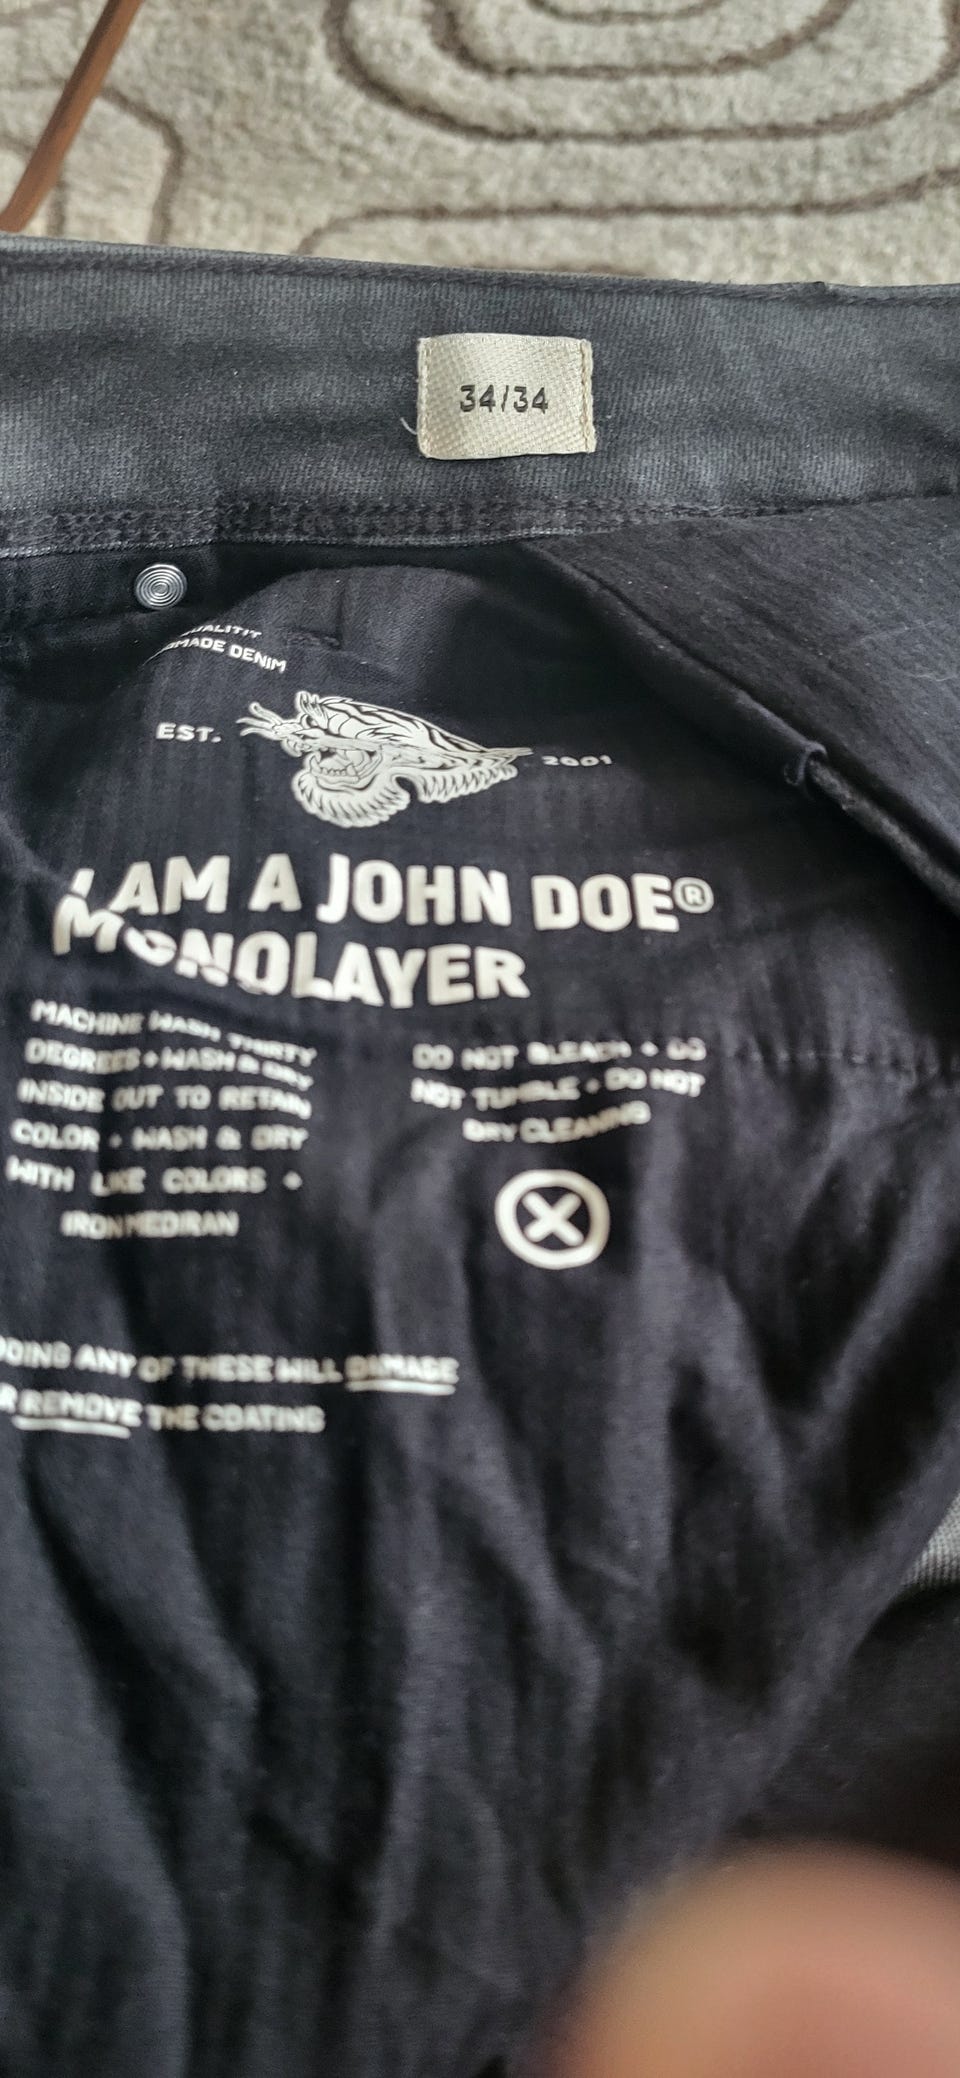 34/34
MADE DENIM
EST. 2001
I AM A JOHN DOE®
MONOLAYER
MACHINE WASH THIRTY
DEGREES + WASH & DRY
INSIDE OUT TO RETAIN
COLOR + WASH & DRY
WITH LIKE COLORS +
IRON MEDIRAN
DO NOT BLEACH + DO
NOT TUMBLE + DO NOT
DRY CLEANING
ANY OF THESE WILL DAMAGE
REMOVE THE COATING